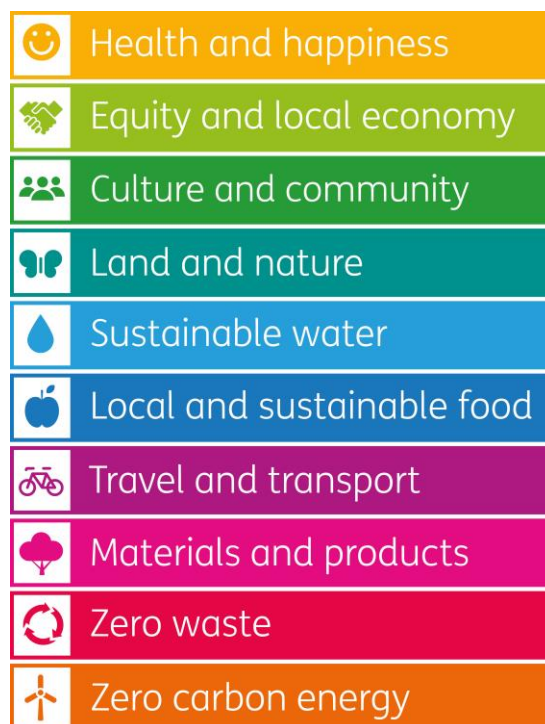 Health and happiness
Equity and local economy
Culture and community
Land and nature
Sustainable water
Local and sustainable food
Travel and transport
Materials and products
Zero waste
Zero carbon energy